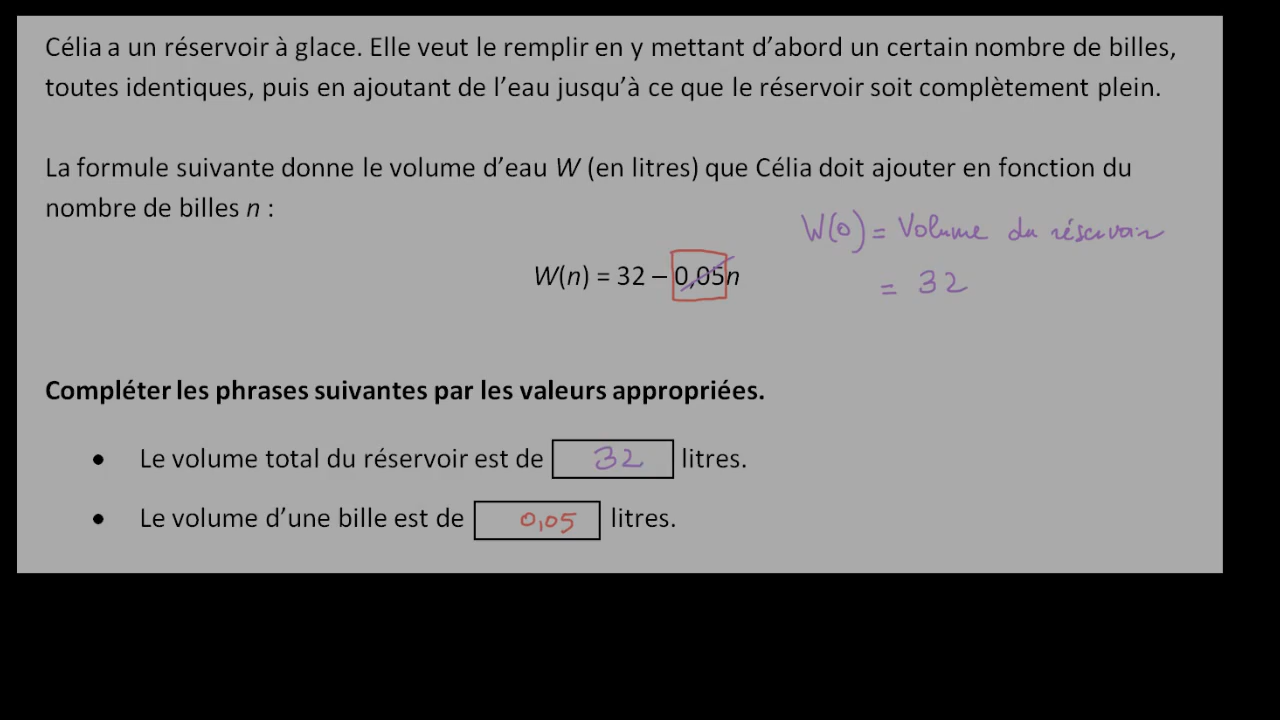 Célia a un réservoir à glace. Elle veut le remplir en y mettant d’abord un certain nombre de billes,
toutes identiques, puis en ajoutant de l’eau jusqu’à ce que le réservoir soit complètement plein.
La formule suivante donne le volume d’eau W (en litres) que Célia doit ajouter en fonction du
nombre de billes n :
W(0) = Volume du réservoir
W(n) = 32 – 0,05n
= 32
Compléter les phrases suivantes par les valeurs appropriées.
• Le volume total du réservoir est de 32 litres.
• Le volume d’une bille est de 0,05 litres.